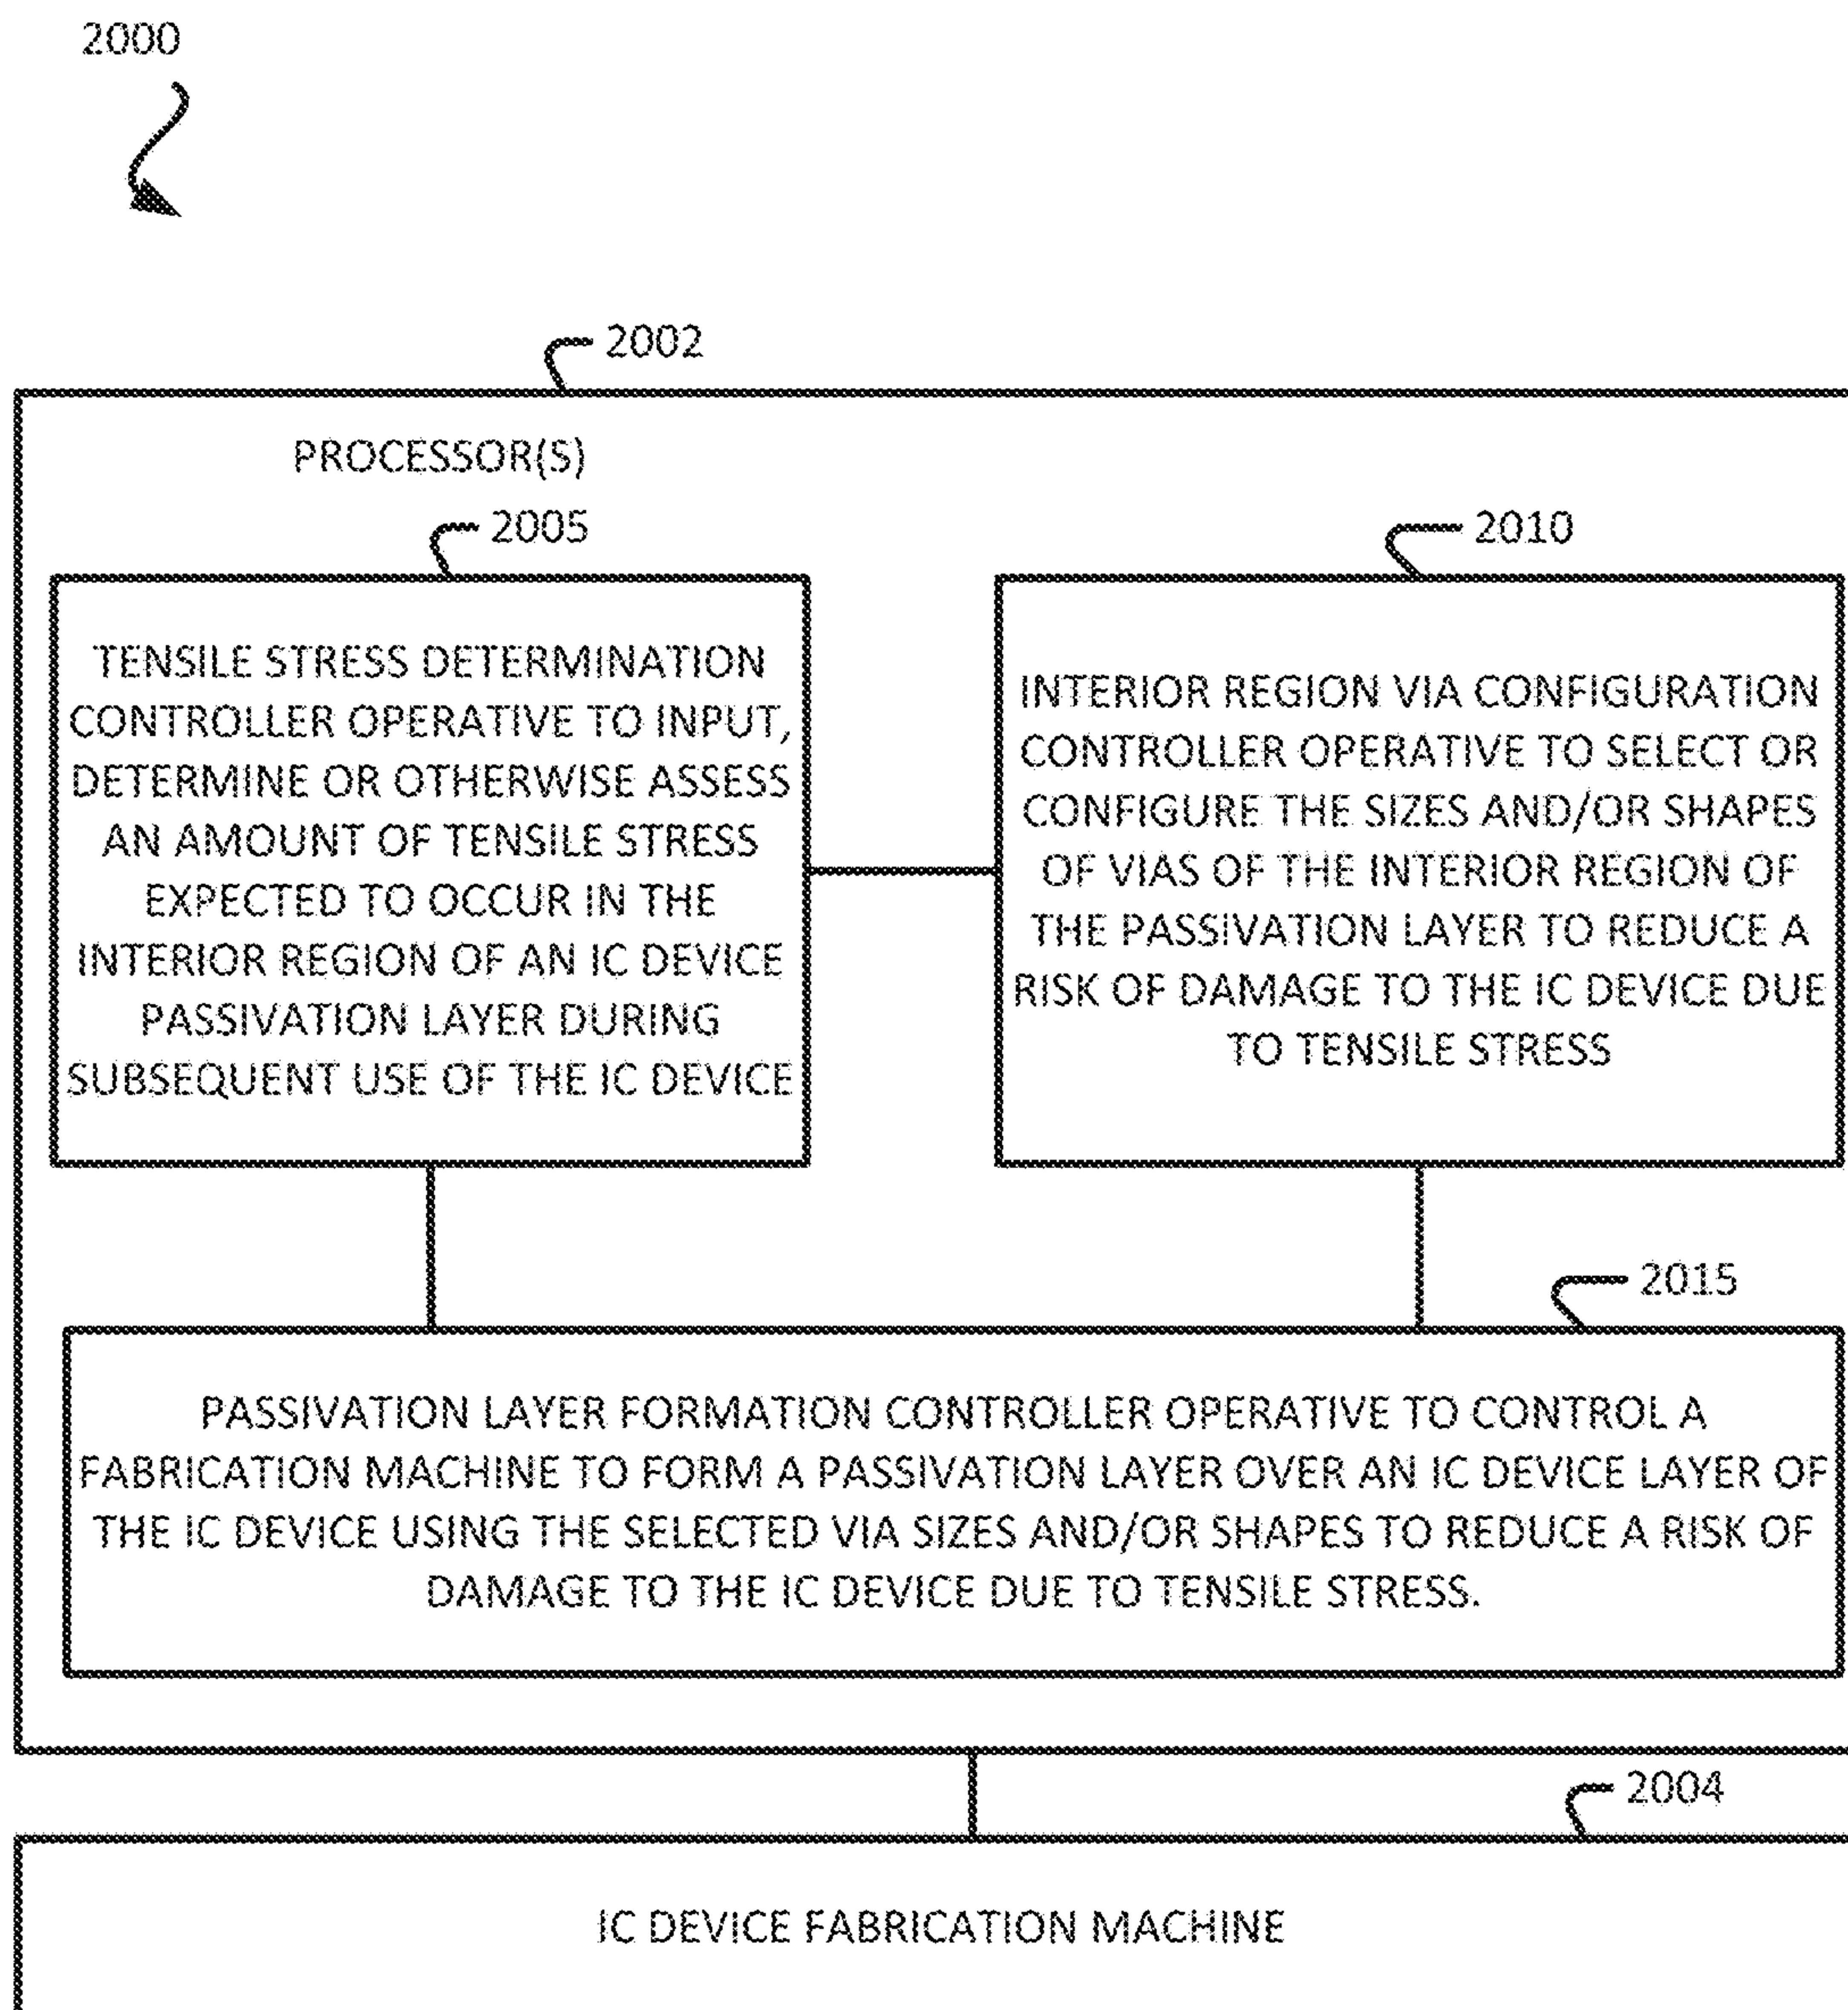 2000
2002
PROCESSOR(S)
2005
TENSILE STRESS DETERMINATION
CONTROLLER OPERATIVE TO INPUT,
DETERMINE OR OTHERWISE ASSESS
AN AMOUNT OF TENSILE STRESS
EXPECTED TO OCCUR IN THE
INTERIOR REGION OF AN IC DEVICE
PASSIVATION LAYER DURING
SUBSEQUENT USE OF THE IC DEVICE
2010
INTERIOR REGION VIA CONFIGURATION
CONTROLLER OPERATIVE TO SELECT OR
CONFIGURE THE SIZES AND/OR SHAPES
OF VIAS OF THE INTERIOR REGION OF
THE PASSIVATION LAYER TO REDUCE A
RISK OF DAMAGE TO THE IC DEVICE DUE
TO TENSILE STRESS
2015
PASSIVATION LAYER FORMATION CONTROLLER OPERATIVE TO CONTROL A
FABRICATION MACHINE TO FORM A PASSIVATION LAYER OVER AN IC DEVICE LAYER OF
THE IC DEVICE USING THE SELECTED VIA SIZES AND/OR SHAPES TO REDUCE A RISK OF
DAMAGE TO THE IC DEVICE DUE TO TENSILE STRESS.
2004
IC DEVICE FABRICATION MACHINE